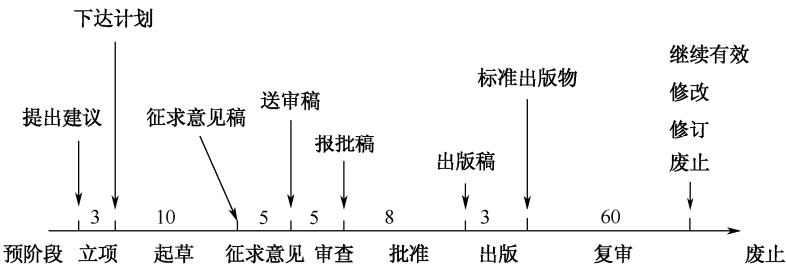 下达计划
继续有效
标准出版物
修改
送审稿
提出建议
征求意见稿
修订
报批稿
出版稿
废止
3 10 5 5 8 3 60
预阶段 立项 起草 征求意见 审查 批准 出版 复审 废止